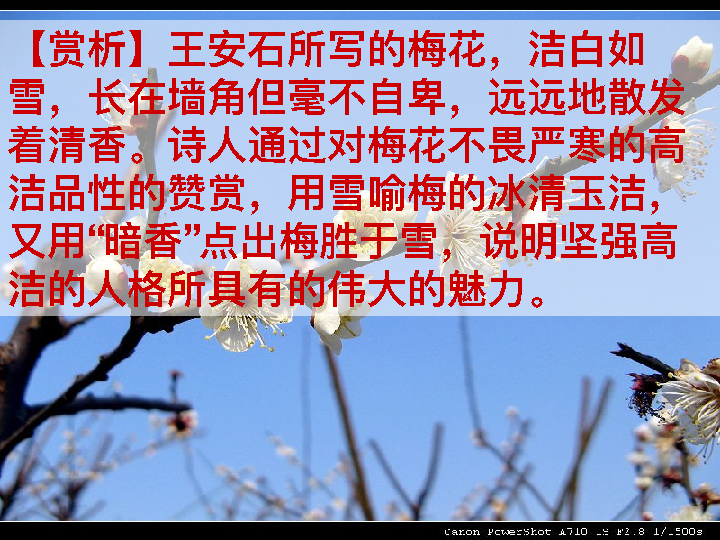 【赏析】王安石所写的梅花，洁白如
雪，长在墙角但毫不自卑，远远地散发
着清香。诗人通过对梅花不畏严寒的高
洁品性的赞赏，用雪喻梅的冰清玉洁，
又用“暗香”点出梅胜于雪，说明坚强高
洁的人格所具有的伟大的魅力。
Canon PowerShot A710 IS F2.8 1/1500s